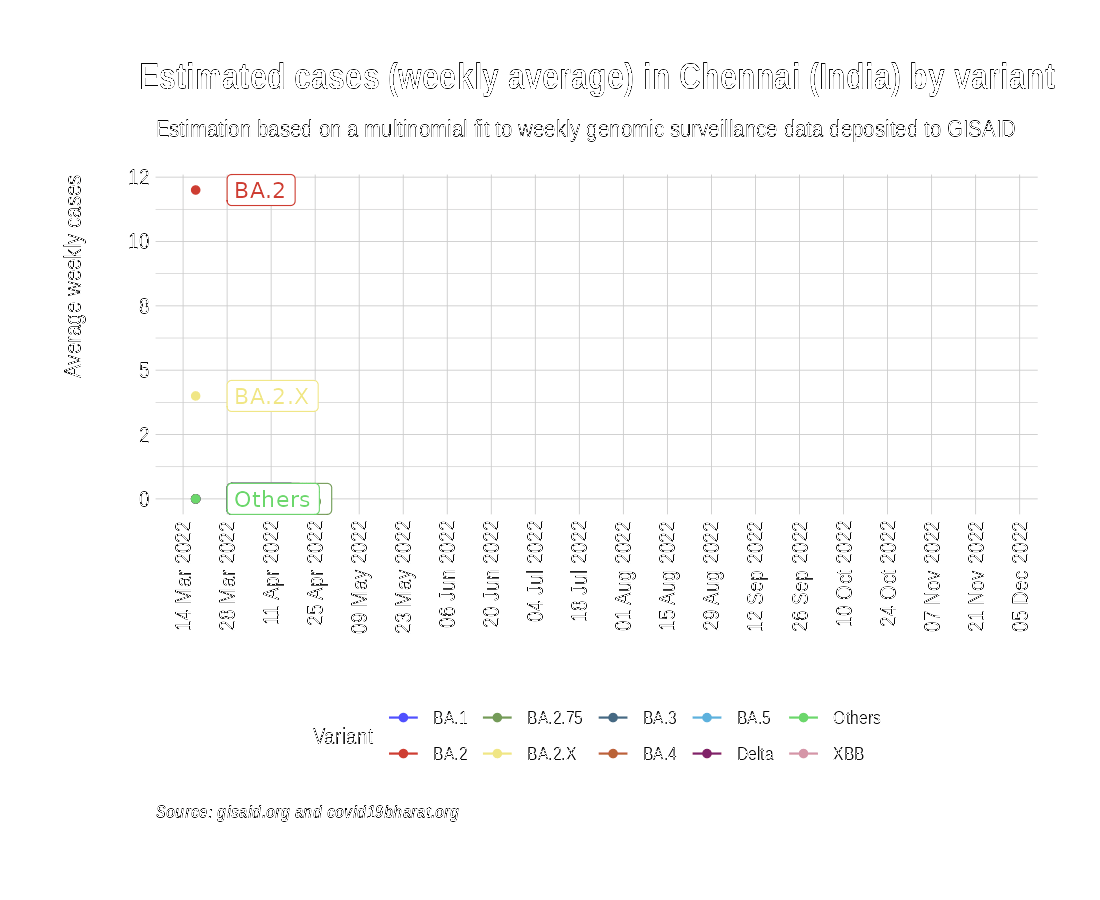 Estimated cases (weekly average) in Chennai (India) by variant
Estimation based on a multinomial fit to weekly genomic surveillance data deposited to GISAID
Average weekly cases
12
10
8
5
2
0
BA.2
BA.2.X
Others
14 Mar 2022
28 Mar 2022
11 Apr 2022
25 Apr 2022
09 May 2022
23 May 2022
06 Jun 2022
20 Jun 2022
04 Jul 2022
18 Jul 2022
01 Aug 2022
15 Aug 2022
29 Aug 2022
12 Sep 2022
26 Sep 2022
10 Oct 2022
24 Oct 2022
07 Nov 2022
21 Nov 2022
05 Dec 2022
Variant
BA.1 BA.2.75 BA.3 BA.5 Others
BA.2 BA.2.X BA.4 Delta XBB
Source: gisaid.org and covid19bharat.org